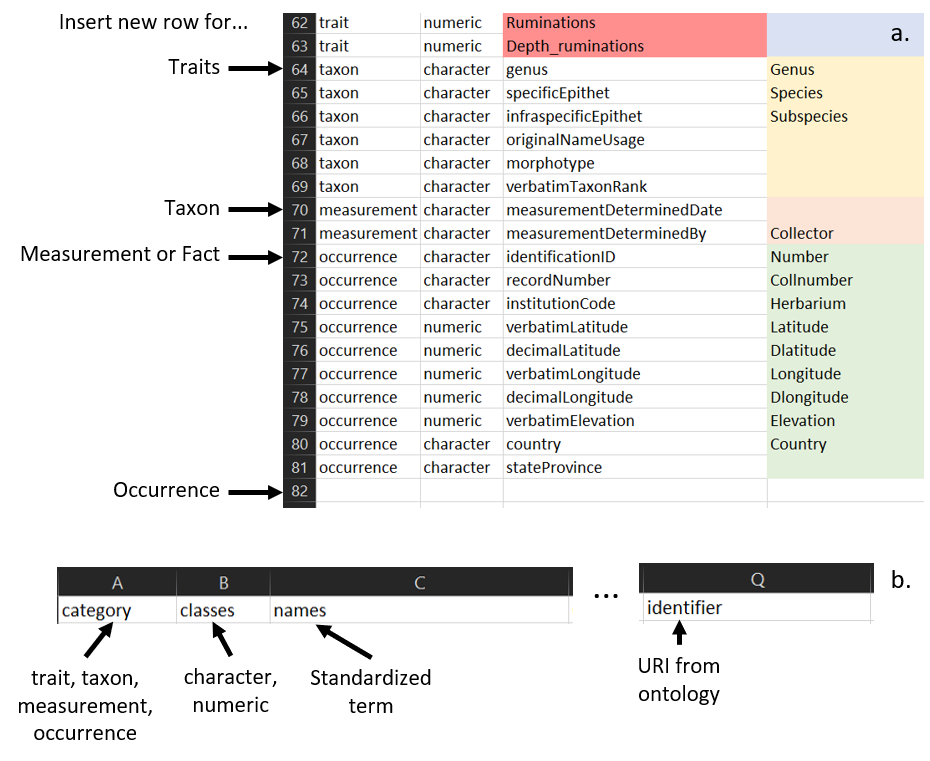 Insert new row for...
a.
62 trait numeric Ruminations
63 trait numeric Depth_ruminations
Traits
64 taxon character genus Genus
65 taxon character specificEpithet Species
66 taxon character infraspecificEpithet Subspecies
67 taxon character originalNameUsage
68 taxon character morphotype
69 taxon character verbatimTaxonRank
Taxon
70 measurement character measurementDeterminedDate
71 measurement character measurementDeterminedBy Collector
Measurement or Fact
72 occurrence character identificationID Number
73 occurrence character recordNumber Collnumber
74 occurrence character institutionCode Herbarium
75 occurrence numeric verbatimLatitude Latitude
76 occurrence numeric decimalLatitude Dlatitude
77 occurrence numeric verbatimLongitude Longitude
78 occurrence numeric decimalLongitude Dlongitude
79 occurrence numeric verbatimElevation Elevation
80 occurrence character country Country
81 occurrence character stateProvince
Occurrence
82
b.
A B C ... Q
category classes names identifier
trait, taxon,
measurement,
occurrence
character,
numeric
Standardized
term
URI from
ontology